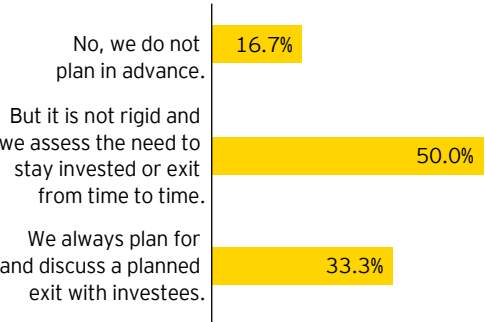 No, we do not
plan in advance.
16.7%
But it is not rigid and
we assess the need to
stay invested or exit
from time to time.
50.0%
We always plan for
and discuss a planned
exit with investees.
33.3%